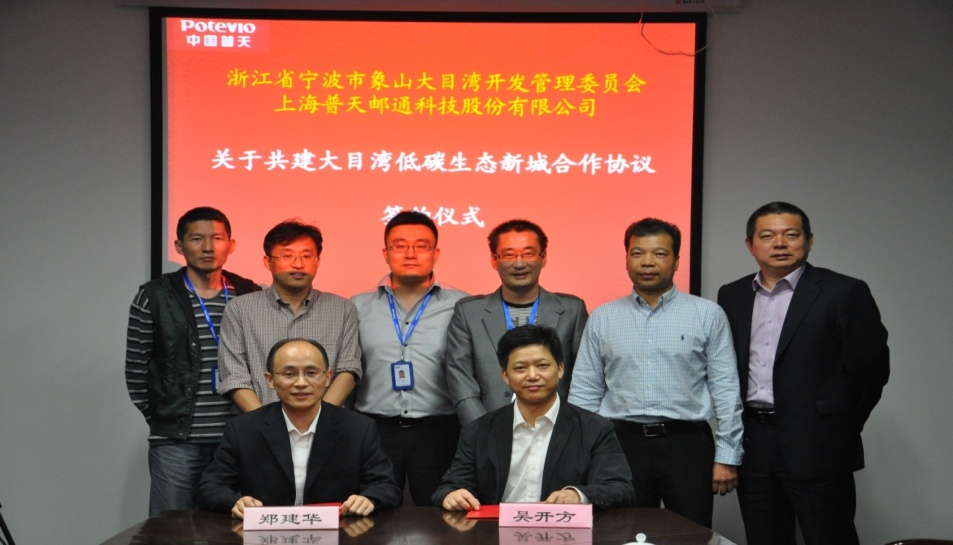 Potevio
中国普天
浙江省宁波市象山大目湾开发管理委员会
上海普天邮通科技股份有限公司
关于共建大目湾低碳生态新城合作协议
签约仪式
郑建华
吴开方